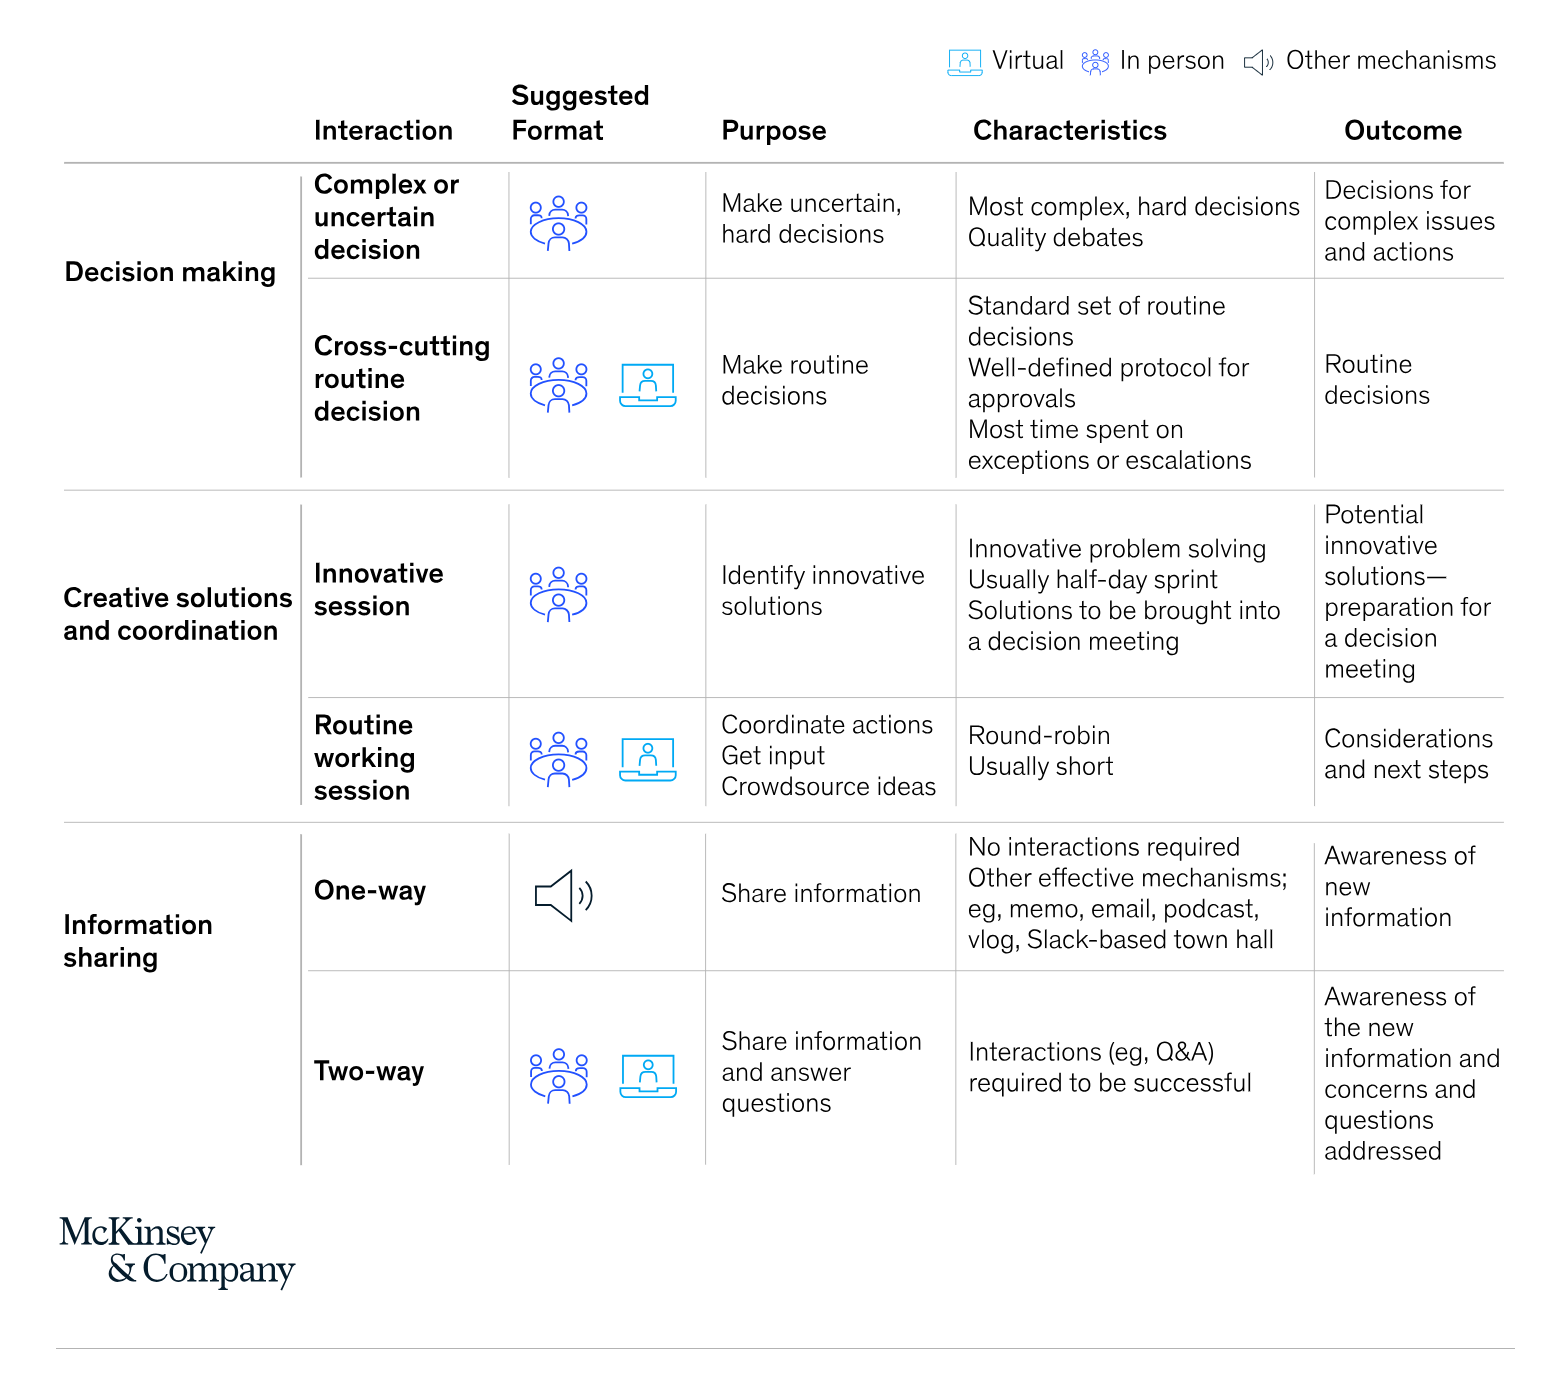 Virtual In person Other mechanisms
Suggested
Interaction Format Purpose Characteristics Outcome
Decision making
Complex or
uncertain
decision
Make uncertain,
hard decisions
Most complex, hard decisions
Quality debates
Decisions for
complex issues
and actions
Cross-cutting
routine
decision
Make routine
decisions
Standard set of routine
decisions
Well-defined protocol for
approvals
Most time spent on
exceptions or escalations
Routine
decisions
Creative solutions
and coordination
Innovative
session
Identify innovative
solutions
Innovative problem solving
Usually half-day sprint
Solutions to be brought into
a decision meeting
Potential
innovative
solutions—
preparation for
a decision
meeting
Routine
working
session
Coordinate actions
Get input
Crowdsource ideas
Round-robin
Usually short
Considerations
and next steps
Information
sharing
One-way
Share information
No interactions required
Other effective mechanisms;
eg, memo, email, podcast,
vlog, Slack-based town hall
Awareness of
new
information
Two-way
Share information
and answer
questions
Interactions (eg, Q&A)
required to be successful
Awareness of
the new
information and
concerns and
questions
addressed
McKinsey
& Company